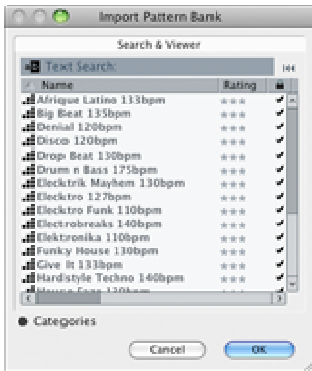 Import Pattern Bank
Search & Viewer
Text Search:
Name Rating
Afrique Latino 133bpm
Big Beat 135bpm
Denial 120bpm
Disco 120bpm
Drop Beat 130bpm
Drum n Bass 175bpm
Elecktrik Mayhem 130bpm
Elecktro 127bpm
Elecktro Funk 110bpm
Electrobreaks 140bpm
Elektronika 110bpm
Funky House 130bpm
Give It 133bpm
Hardstyle Techno 140bpm
Categories
Cancel OK